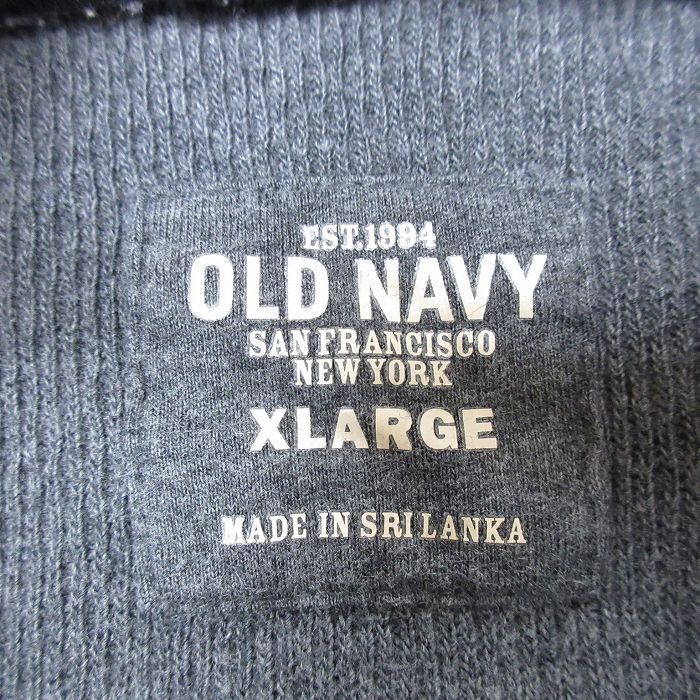 EST.1994
OLD NAVY
SAN FRANCISCO
NEW YORK
XLARGE
MADE IN SRI LANKA